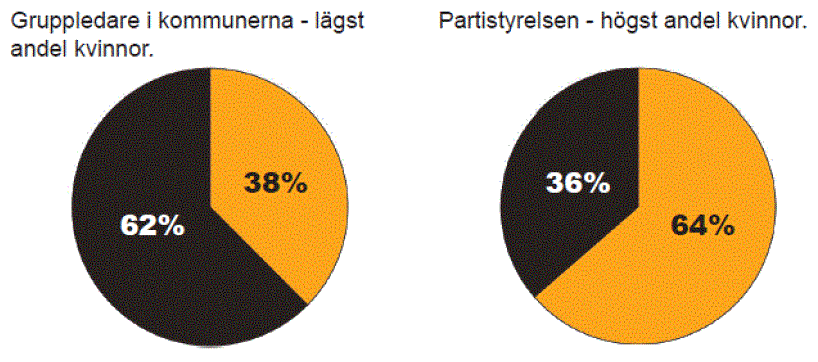 Gruppledare i kommunerna - lägst
andel kvinnor.
38%
62%
Partistyrelsen - högst andel kvinnor.
36%
64%